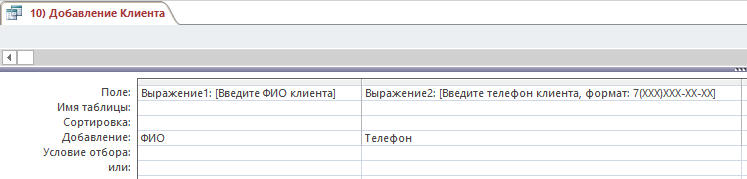 10) Добавление Клиента
Поле: Выражение1: [Введите ФИО клиента] Выражение2: [Введите телефон клиента, формат: 7(XXX)XXX-XX-XX]
Имя таблицы:
Сортировка:
Добавление: ФИО Телефон
Условие отбора:
или: